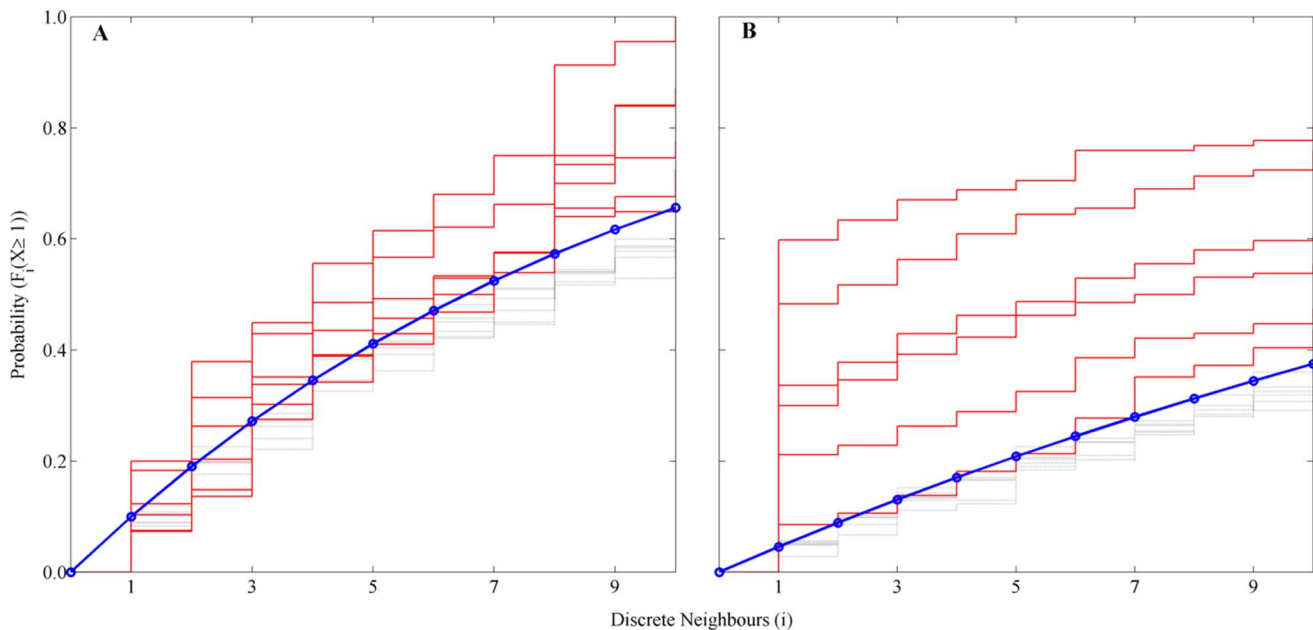 A
B
1.0
0.8
0.6
0.4
0.2
0.0
Probability (F_i(X≥ 1))
1 3 5 7 9
1 3 5 7 9
Discrete Neighbours (i)